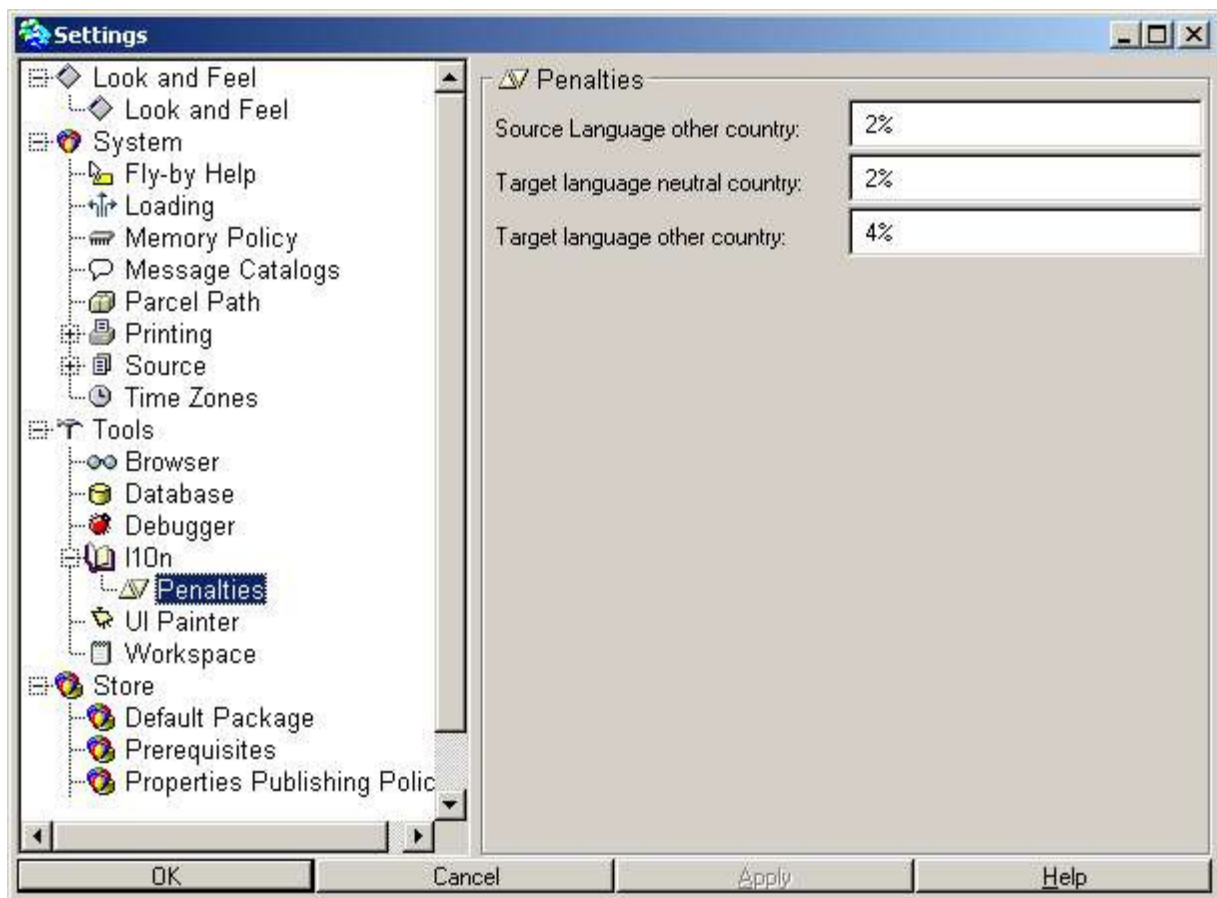 Settings
Look and Feel
Look and Feel
System
Fly-by Help
Loading
Memory Policy
Message Catalogs
Parcel Path
Printing
Source
Time Zones
Tools
Browser
Database
Debugger
l10n
Penalties
UI Painter
Workspace
Store
Default Package
Prerequisites
Properties Publishing Polic
Penalties
Source Language other country: 2%
Target language neutral country: 2%
Target language other country: 4%
OK Cancel Apply Help